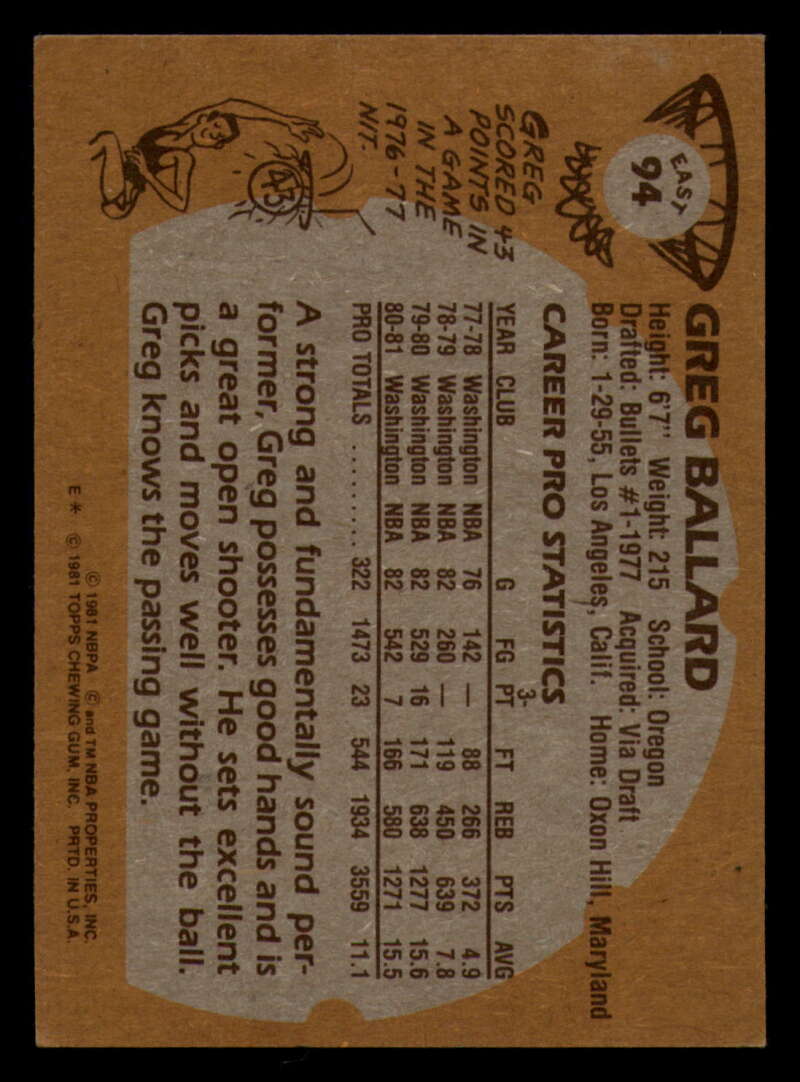 EAST
94
GREG BALLARD
Height: 6'7" Weight: 215 School: Oregon
Drafted: Bullets #1-1977 Acquired: Via Draft
Born: 1-29-55, Los Angeles, Calif. Home: Oxon Hill, Maryland
CAREER PRO STATISTICS
YEAR CLUB G FG 3-PT FT REB PTS AVG
77-78 Washington NBA 76 142 — 88 266 372 4.9
78-79 Washington NBA 82 260 — 119 450 639 7.8
79-80 Washington NBA 82 529 16 171 638 1277 15.6
80-81 Washington NBA 82 542 7 166 580 1271 15.5
PRO TOTALS .......... 322 1473 23 544 1934 3559 11.1
GREG
SCORED 43
POINTS IN
A GAME
IN THE
1976-77
NIT.
43
A strong and fundamentally sound per-
former, Greg possesses good hands and is
a great open shooter. He sets excellent
picks and moves well without the ball.
Greg knows the passing game.
© 1981 NBPA © and TM NBA PROPERTIES, INC.
E* © 1981 TOPPS CHEWING GUM, INC. PRTD. IN U.S.A.